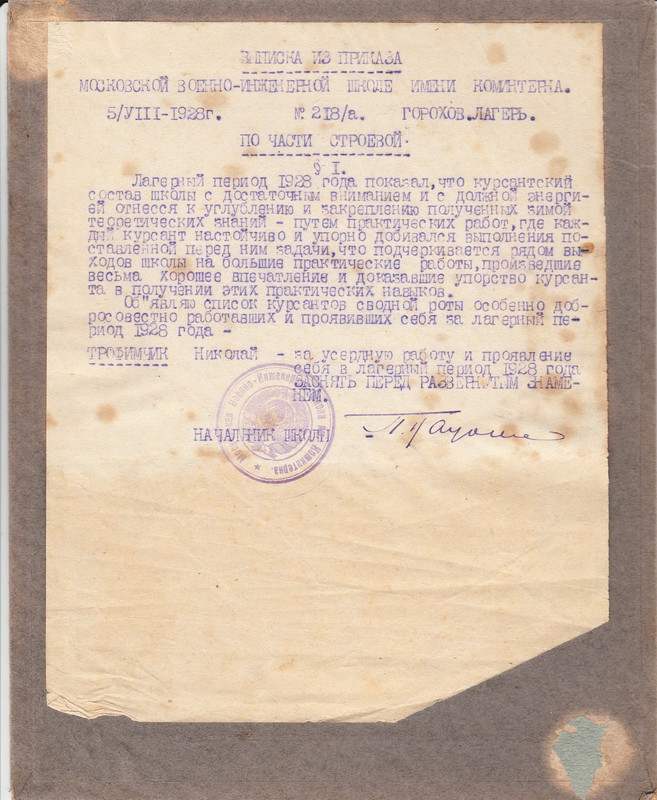 ВЫПИСКА ИЗ ПРИКАЗА
МОСКОВСКОЙ ВОЕННО-ИНЖЕНЕРНОЙ ШКОЛЕ ИМЕНИ КОМИНТЕРНА.
5/VIII-1928г. № 218/а. ГОРОХОВ.ЛАГЕРЬ.
ПО ЧАСТИ СТРОЕВОЙ.
§ I.
Лагерный период 1928 года показал, что курсантский
состав школы с достаточным вниманием и с должной энерги-
ей отнесся к углублению и закреплению полученных зимой
теоретических знаний - путем практических работ, где каж-
дый курсант настойчиво и упорно добивался выполнения по-
ставленной перед ним задачи, что подчеркивается рядом вы-
ходов школы на большие практические работы, произведшие
весьма хорошее впечатление и доказавшие упорство курсан-
та в получении этих практических навыков.
Об"являю список курсантов сводной роты особенно доб-
росовестно работавших и проявивших себя за лагерный пе-
риод 1928 года -
ТРОФИМЧИК Николай - за усердную работу и проявление
себя в лагерный период 1928 года
ЗАСНЯТЬ ПЕРЕД РАЗВЕРНУТЫМ ЗНАМЕ-
НЕМ.
НАЧАЛЬНИК ШКОЛЫ -